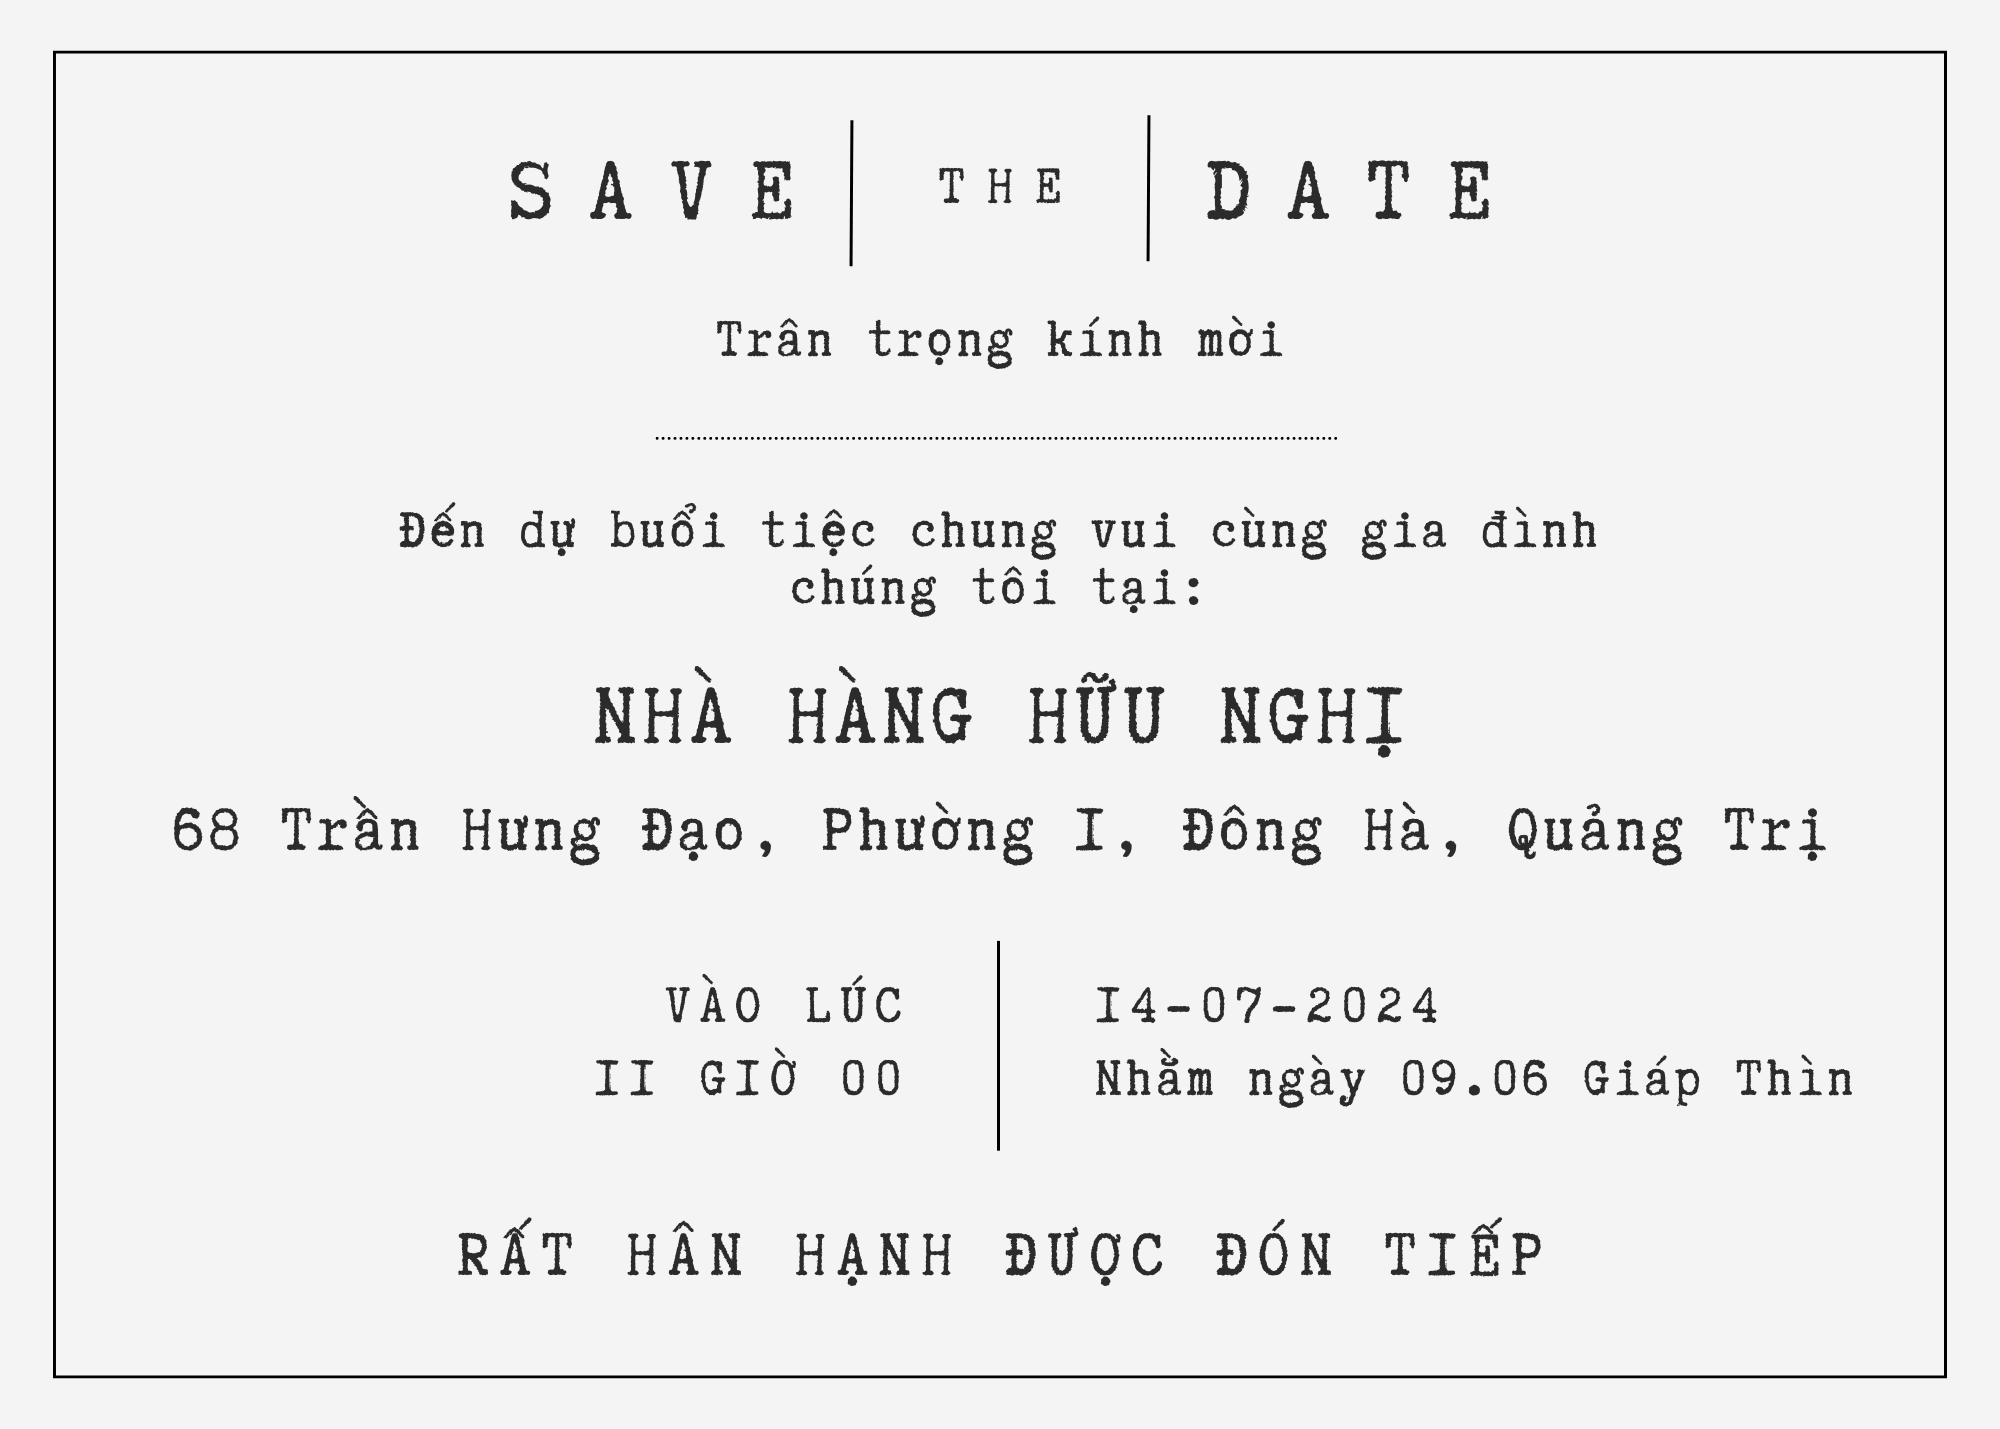 SAVE THE DATE
Trân trọng kính mời
Đến dự buổi tiệc chung vui cùng gia đình
chúng tôi tại:
NHÀ HÀNG HỮU NGHỊ
68 Trần Hưng Đạo, Phường I, Đông Hà, Quảng Trị
VÀO LÚC
II GIỜ 00
I4-07-2024
Nhằm ngày 09.06 Giáp Thìn
RẤT HÂN HẠNH ĐƯỢC ĐÓN TIẾP